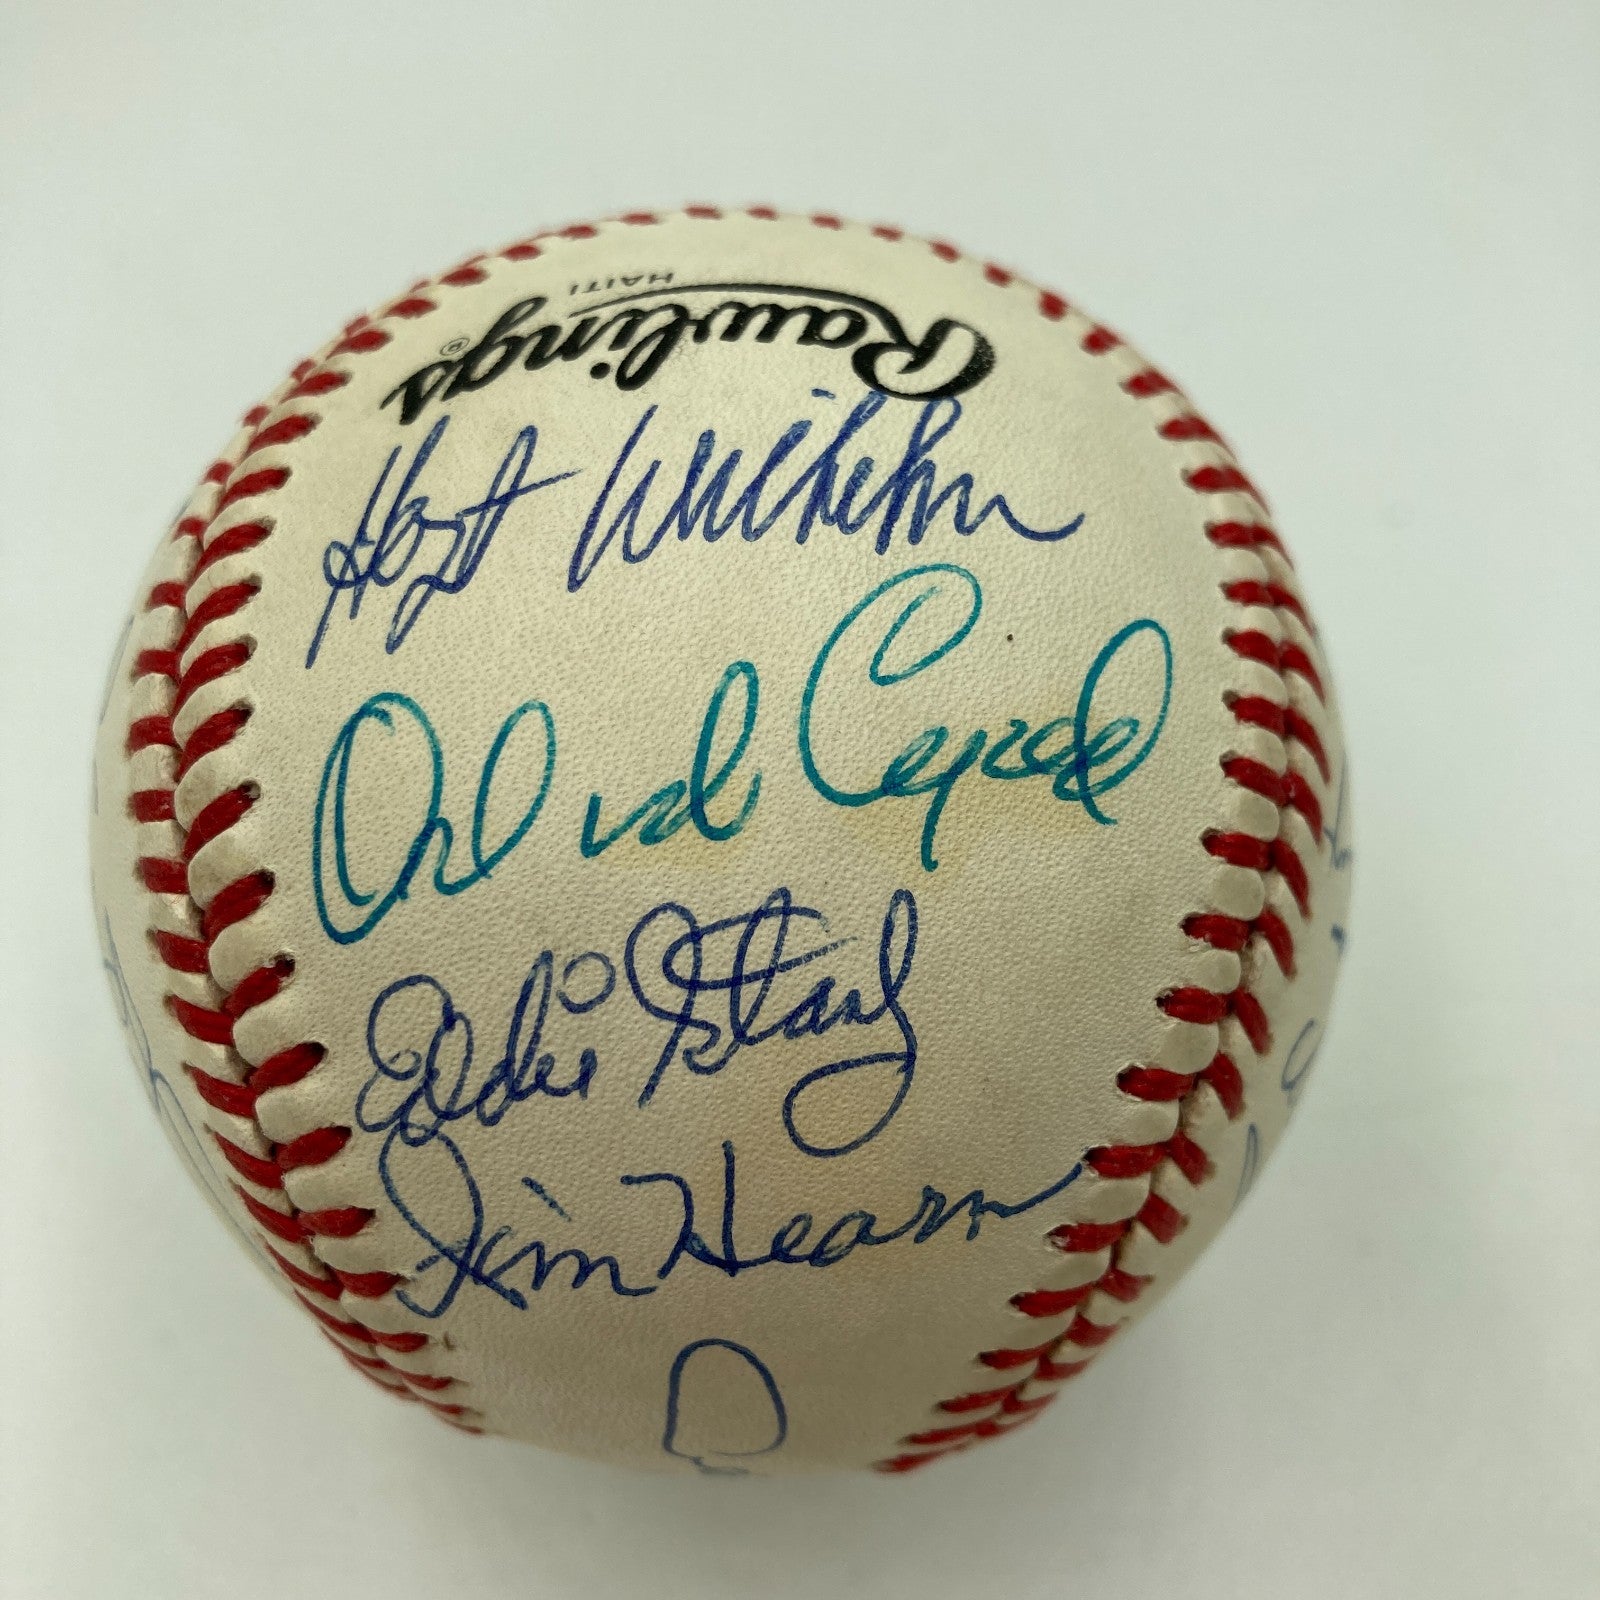 HAITI
Rawlings®
Hoyt Wilhelm
Orlando Cepeda
Eddie Stanky
Jim Hearn